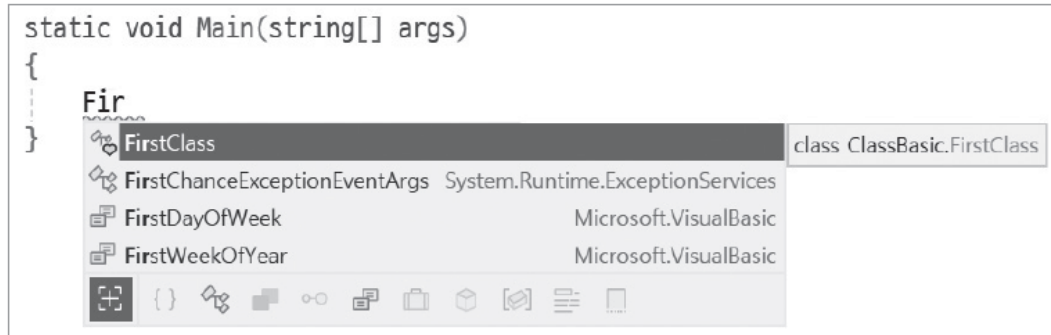 static void Main(string[] args)
{
Fir
}
FirstClass
class ClassBasic.FirstClass
FirstChanceExceptionEventArgs System.Runtime.ExceptionServices
FirstDayOfWeek Microsoft.VisualBasic
FirstWeekOfYear Microsoft.VisualBasic